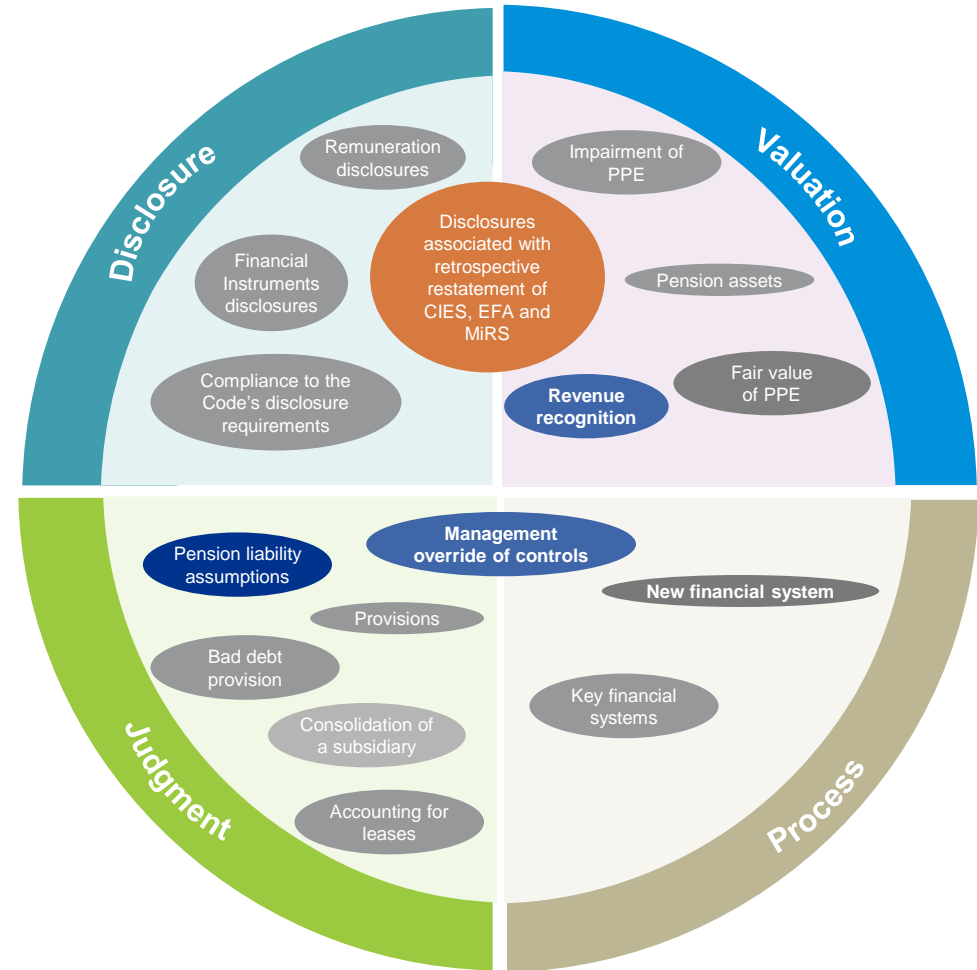 Disclosure
Valuation
Remuneration
disclosures
Impairment of
PPE
Disclosures
associated with
retrospective
restatement of
CIES, EFA and
MiRS
Financial
Instruments
disclosures
Pension assets
Compliance to the
Code's disclosure
requirements
Revenue
recognition
Fair value
of PPE
Management
override of controls
Pension liability
assumptions
New financial system
Provisions
Bad debt
provision
Key financial
systems
Consolidation of
a subsidiary
Accounting for
leases
Judgment
Process